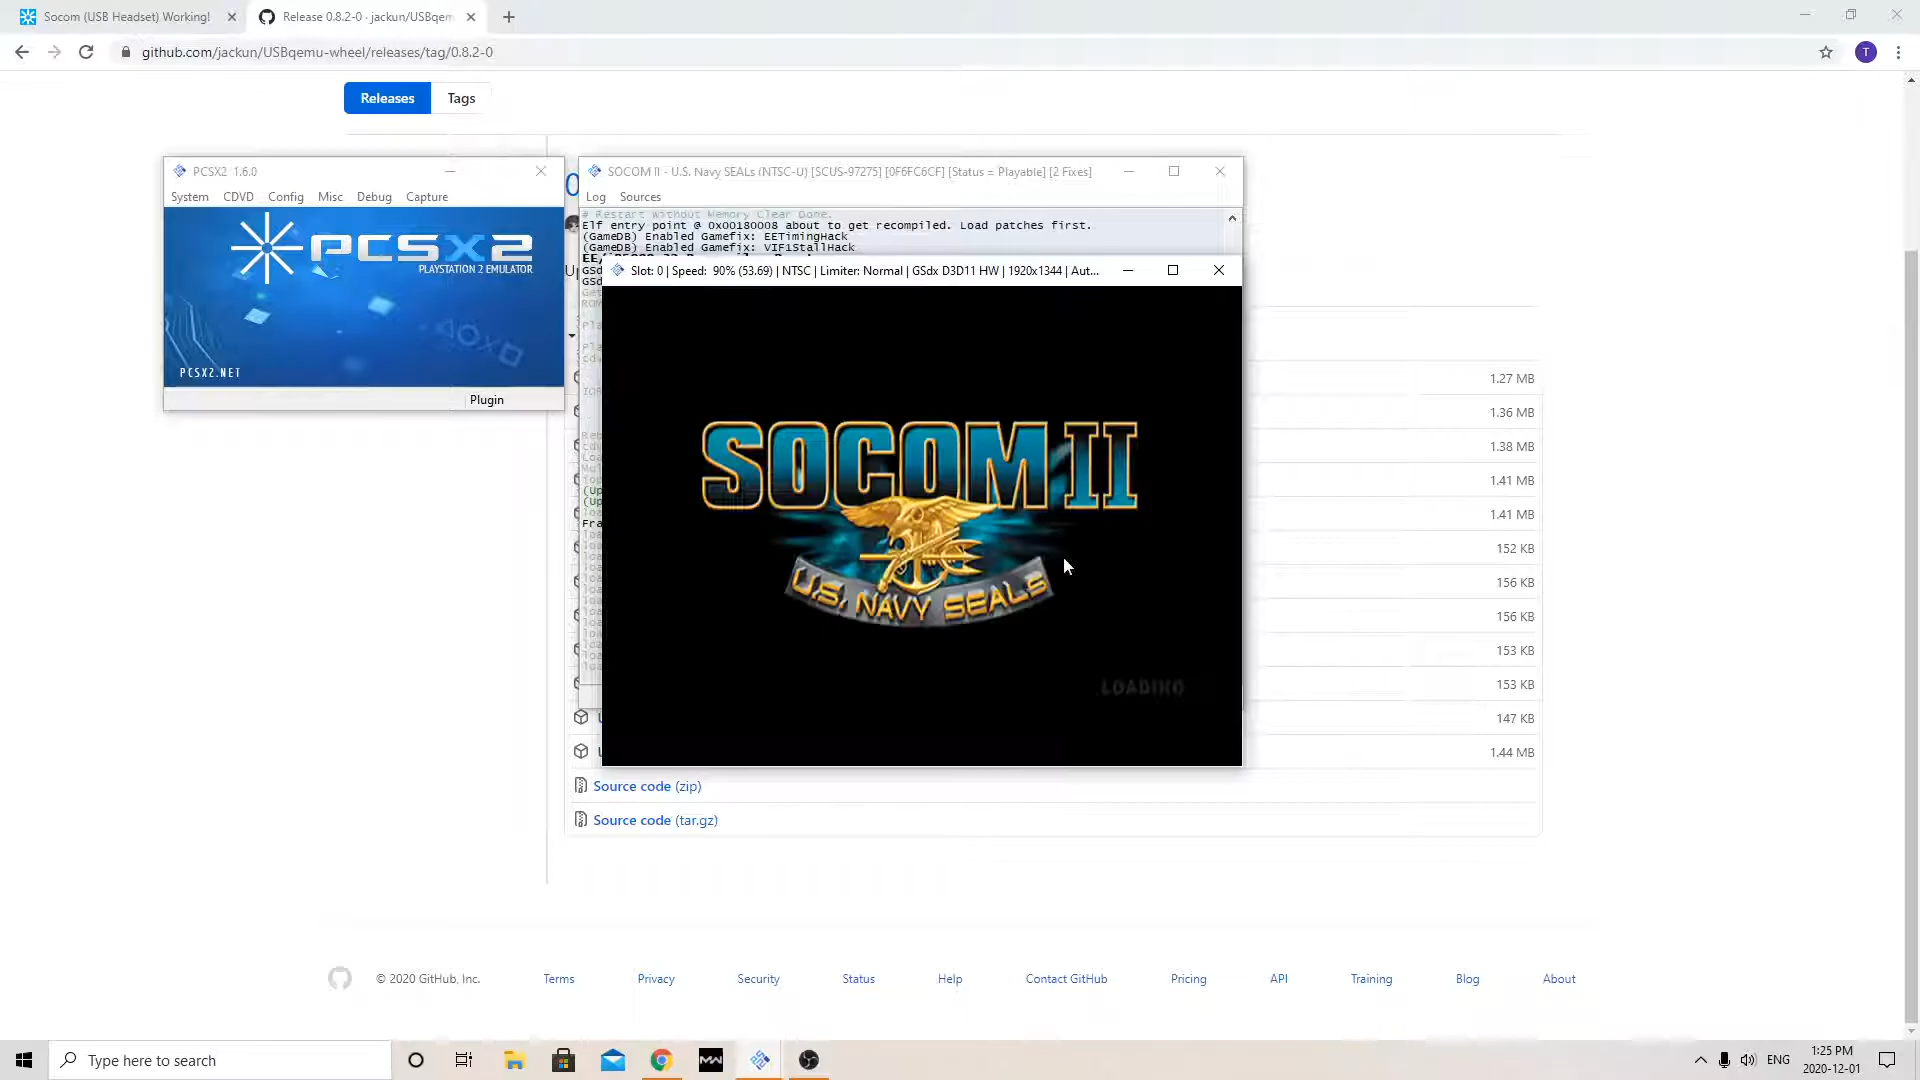 Socom (USB Headset) Working!
Release 0.8.2-0 · jackun/USBqem
github.com/jackun/USBqemu-wheel/releases/tag/0.8.2-0
T
Releases
Tags
PCSX2 1.6.0
System
CDVD
Config
Misc
Debug
Capture
PCSX2
PLAYSTATION 2 EMULATOR
PCSX2.NET
Plugin
SOCOM II - U.S. Navy SEALs (NTSC-U) [SCUS-97275] [0F6FC6CF] [Status = Playable] [2 Fixes]
Log
Sources
# Restart Without Memory Clear Done.
Elf entry point @ 0x00180008 about to get recompiled. Load patches first.
(GameDB) Enabled Gamefix: EETimingHack
(GameDB) Enabled Gamefix: VIF1StallHack
Slot: 0 | Speed: 90% (53.69) | NTSC | Limiter: Normal | GSdx D3D11 HW | 1920x1344 | Aut...
SOCOM II
U.S. NAVY SEALS
LOADING
1.27 MB
1.36 MB
1.38 MB
1.41 MB
1.41 MB
152 KB
156 KB
156 KB
153 KB
153 KB
147 KB
1.44 MB
Source code (zip)
Source code (tar.gz)
© 2020 GitHub, Inc.
Terms
Privacy
Security
Status
Help
Contact GitHub
Pricing
API
Training
Blog
About
Type here to search
MW
ENG
1:25 PM
2020-12-01